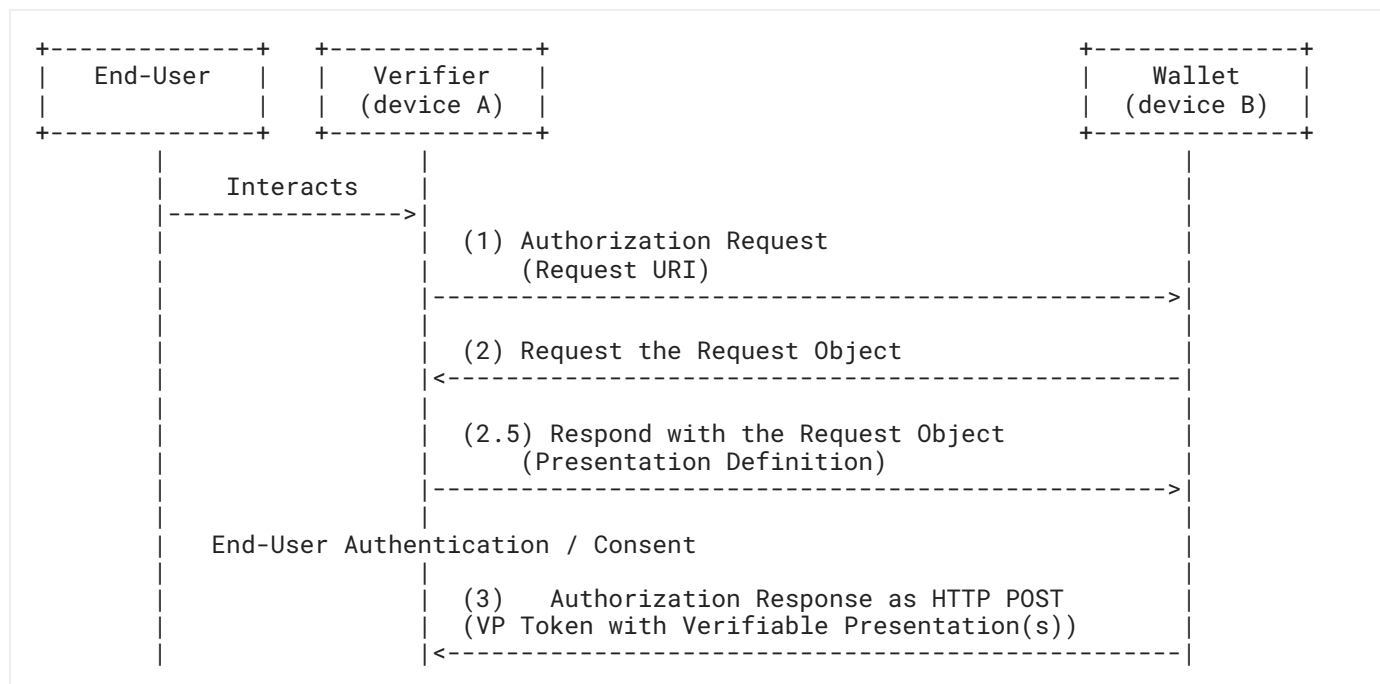 End-User Verifier Wallet
(device A) (device B)
Interacts
(1) Authorization Request
(Request URI)
(2) Request the Request Object
(2.5) Respond with the Request Object
(Presentation Definition)
End-User Authentication / Consent
(3) Authorization Response as HTTP POST
(VP Token with Verifiable Presentation(s))